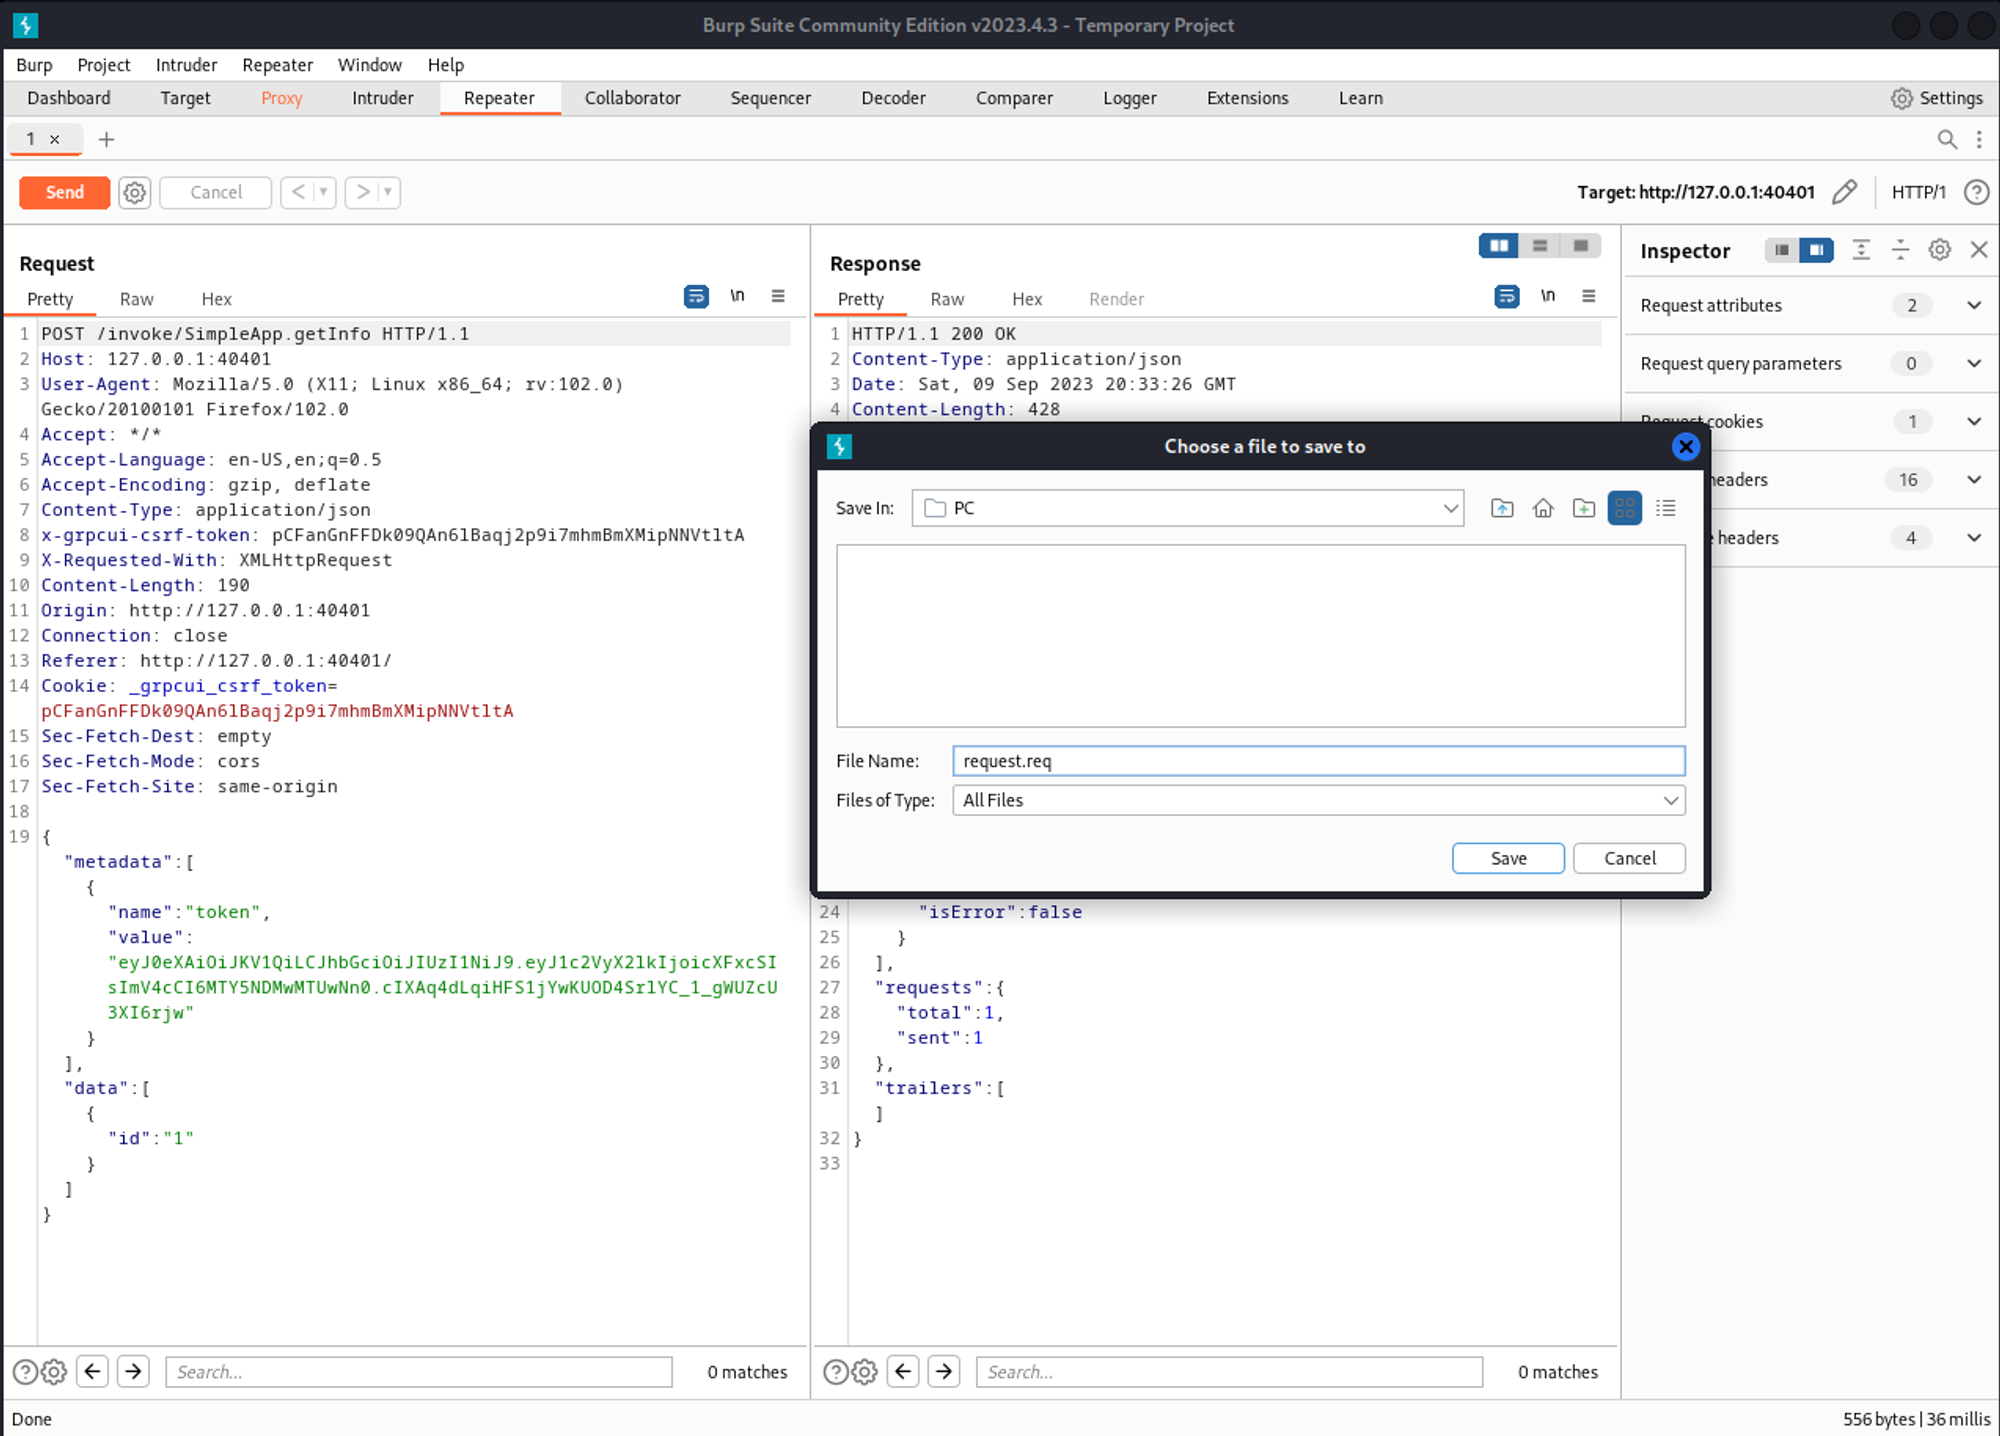 Burp Suite Community Edition v2023.4.3 - Temporary Project
Burp Project Intruder Repeater Window Help
Dashboard Target Proxy Intruder Repeater Collaborator Sequencer Decoder Comparer Logger Extensions Learn Settings
1 × +
Send Cancel < > Target: http://127.0.0.1:40401 HTTP/1
Request
Pretty Raw Hex \n
1 POST /invoke/SimpleApp.getInfo HTTP/1.1
2 Host: 127.0.0.1:40401
3 User-Agent: Mozilla/5.0 (X11; Linux x86_64; rv:102.0)
Gecko/20100101 Firefox/102.0
4 Accept: */*
5 Accept-Language: en-US,en;q=0.5
6 Accept-Encoding: gzip, deflate
7 Content-Type: application/json
8 x-grpcui-csrf-token: pCFanGnFFDk09QAn6lBaqj2p9i7mhmBmXMipNNVtltA
9 X-Requested-With: XMLHttpRequest
10 Content-Length: 190
11 Origin: http://127.0.0.1:40401
12 Connection: close
13 Referer: http://127.0.0.1:40401/
14 Cookie: _grpcui_csrf_token=
pCFanGnFFDk09QAn6lBaqj2p9i7mhmBmXMipNNVtltA
15 Sec-Fetch-Dest: empty
16 Sec-Fetch-Mode: cors
17 Sec-Fetch-Site: same-origin
18
19 {
"metadata":[
{
"name":"token",
"value":
"eyJ0eXAiOiJKV1QiLCJhbGciOiJIUzI1NiJ9.eyJ1c2VyX2lkIjoicXFxcSI
sImV4cCI6MTY5NDMwMTUwNn0.cIXAq4dLqiHFS1jYwKUOD4SrlYC_1_gWUZcU
3XI6rjw"
}
],
"data":[
{
"id":"1"
}
]
}
Search... 0 matches
Response
Pretty Raw Hex Render \n
1 HTTP/1.1 200 OK
2 Content-Type: application/json
3 Date: Sat, 09 Sep 2023 20:33:26 GMT
4 Content-Length: 428
24 "isError":false
25 }
26 ],
27 "requests":{
28 "total":1,
29 "sent":1
30 },
31 "trailers":[
]
32 }
33
Search... 0 matches
Inspector
Request attributes 2
Request query parameters 0
Request cookies 1
headers 16
headers 4
Choose a file to save to
Save In: PC
File Name: request.req
Files of Type: All Files
Save Cancel
Done 556 bytes | 36 millis